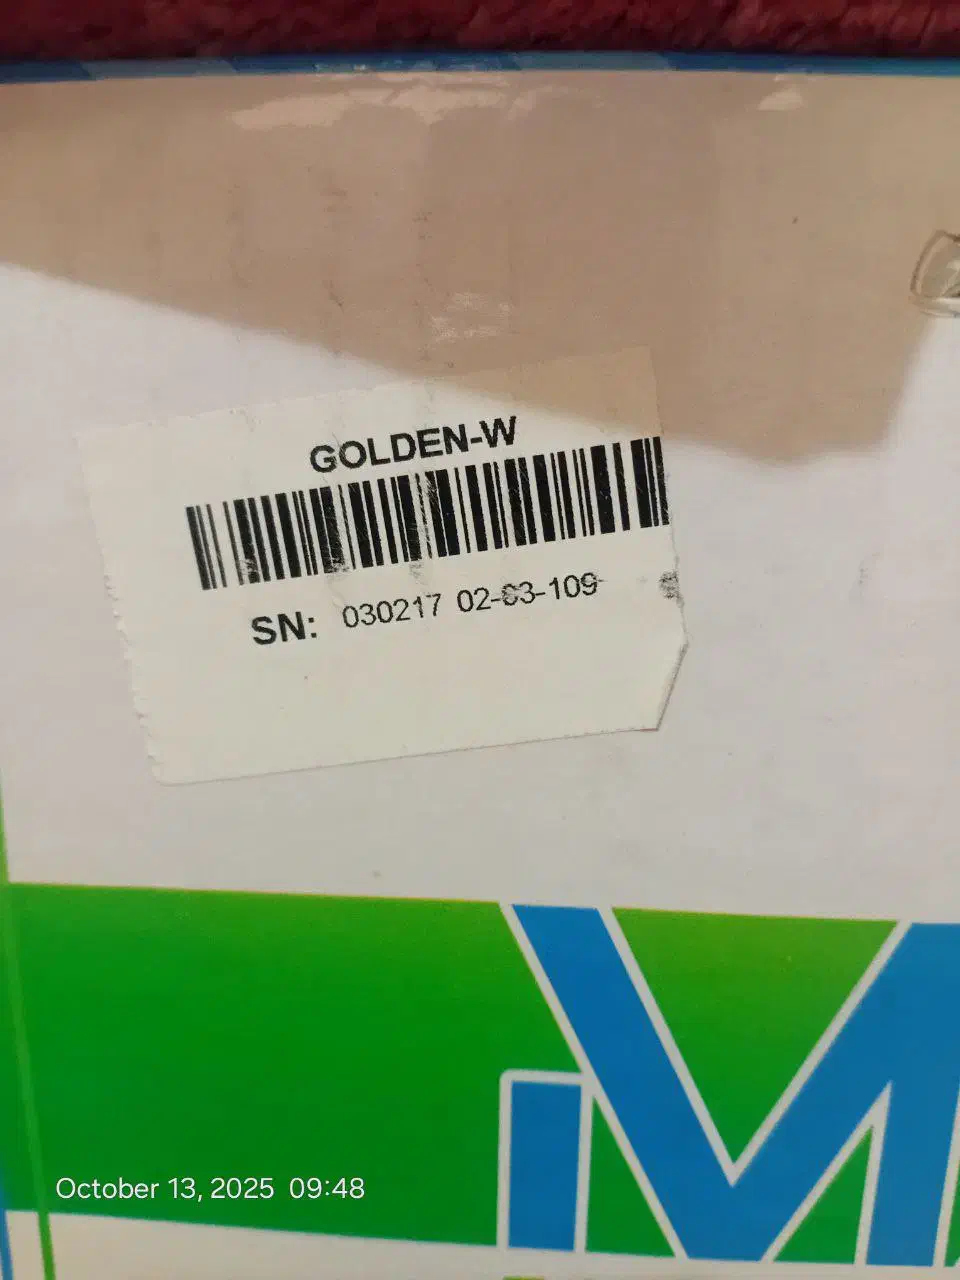 GOLDEN-W
SN: 030217 02-03-109
October 13, 2025 09:48